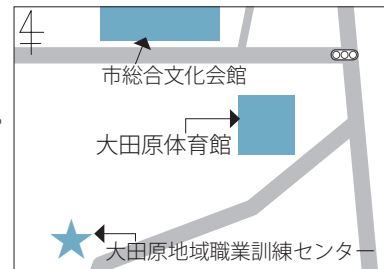 市総合文化会館
大田原体育館
大田原地域職業訓練センター